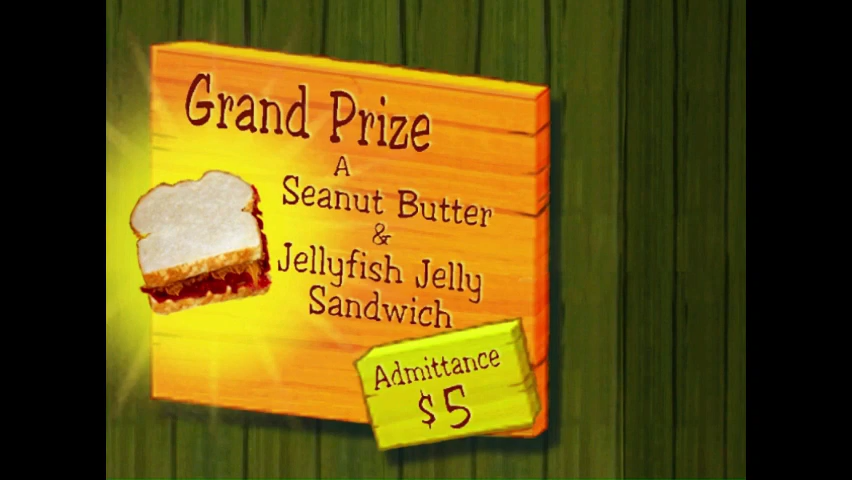 Grand Prize
A
Seanut Butter
&
Jellyfish Jelly
Sandwich
Admittance
$5